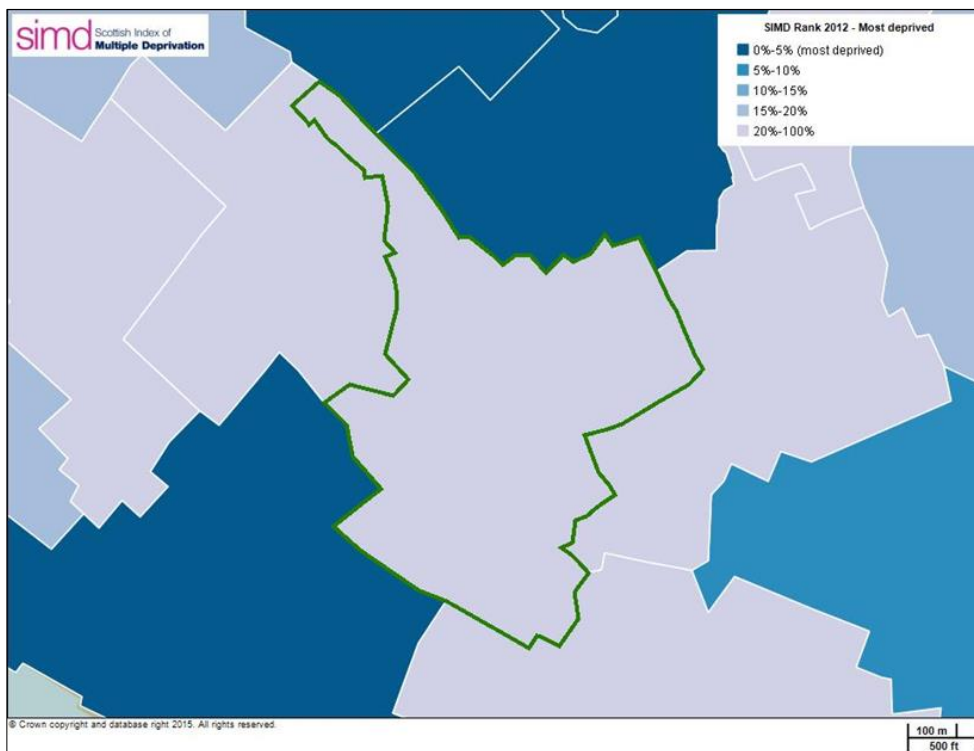 simd Scottish Index of
Multiple Deprivation
SIMD Rank 2012 - Most deprived
0%-5% (most deprived)
5%-10%
10%-15%
15%-20%
20%-100%
© Crown copyright and database right 2015. All rights reserved.
100 m
500 ft